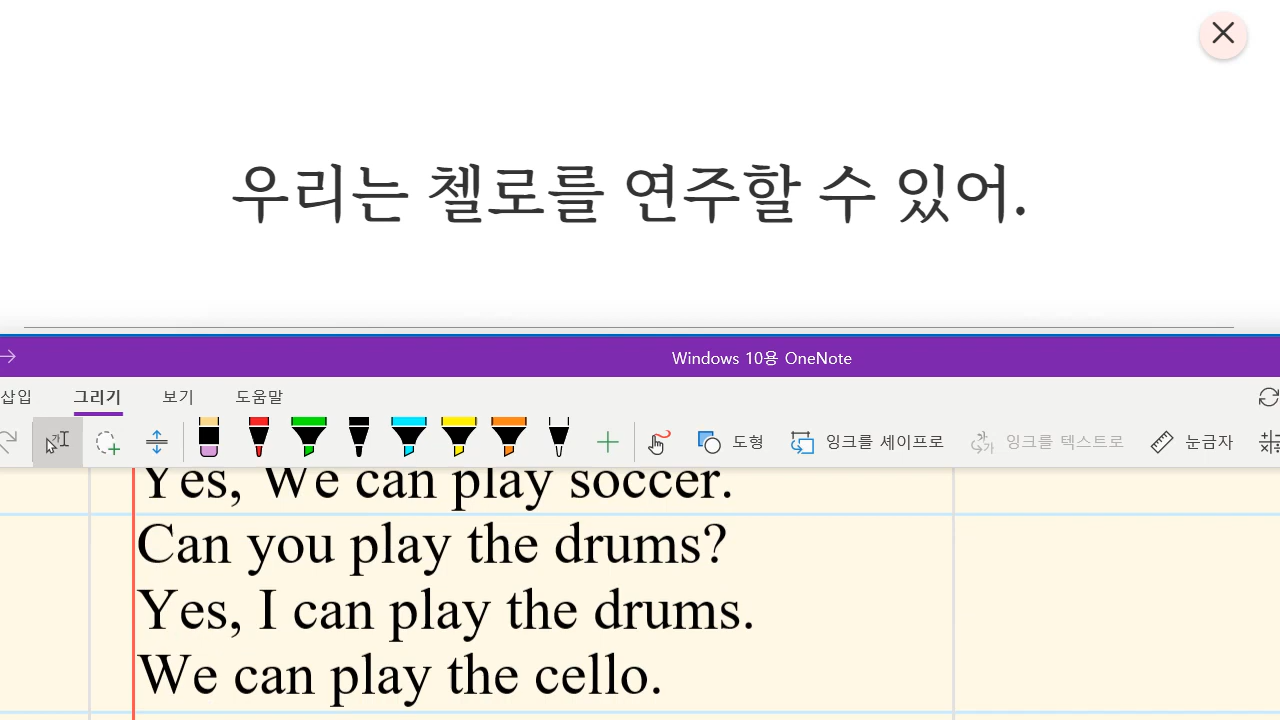 우리는 첼로를 연주할 수 있어.
Windows 10용 OneNote
삽입 그리기 보기 도움말
도형 잉크를 셰이프로 잉크를 텍스트로 눈금자
Yes, We can play soccer.
Can you play the drums?
Yes, I can play the drums.
We can play the cello.